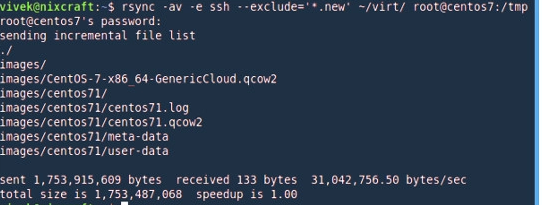 vivek@nixcraft:~$ rsync -av -e ssh --exclude='*.new' ~/virt/ root@centos7:/tmp
root@centos7's password:
sending incremental file list
./
images/
images/CentOS-7-x86_64-GenericCloud.qcow2
images/centos71/
images/centos71/centos71.log
images/centos71/centos71.qcow2
images/centos71/meta-data
images/centos71/user-data
sent 1,753,915,609 bytes  received 133 bytes  31,042,756.50 bytes/sec
total size is 1,753,487,068  speedup is 1.00